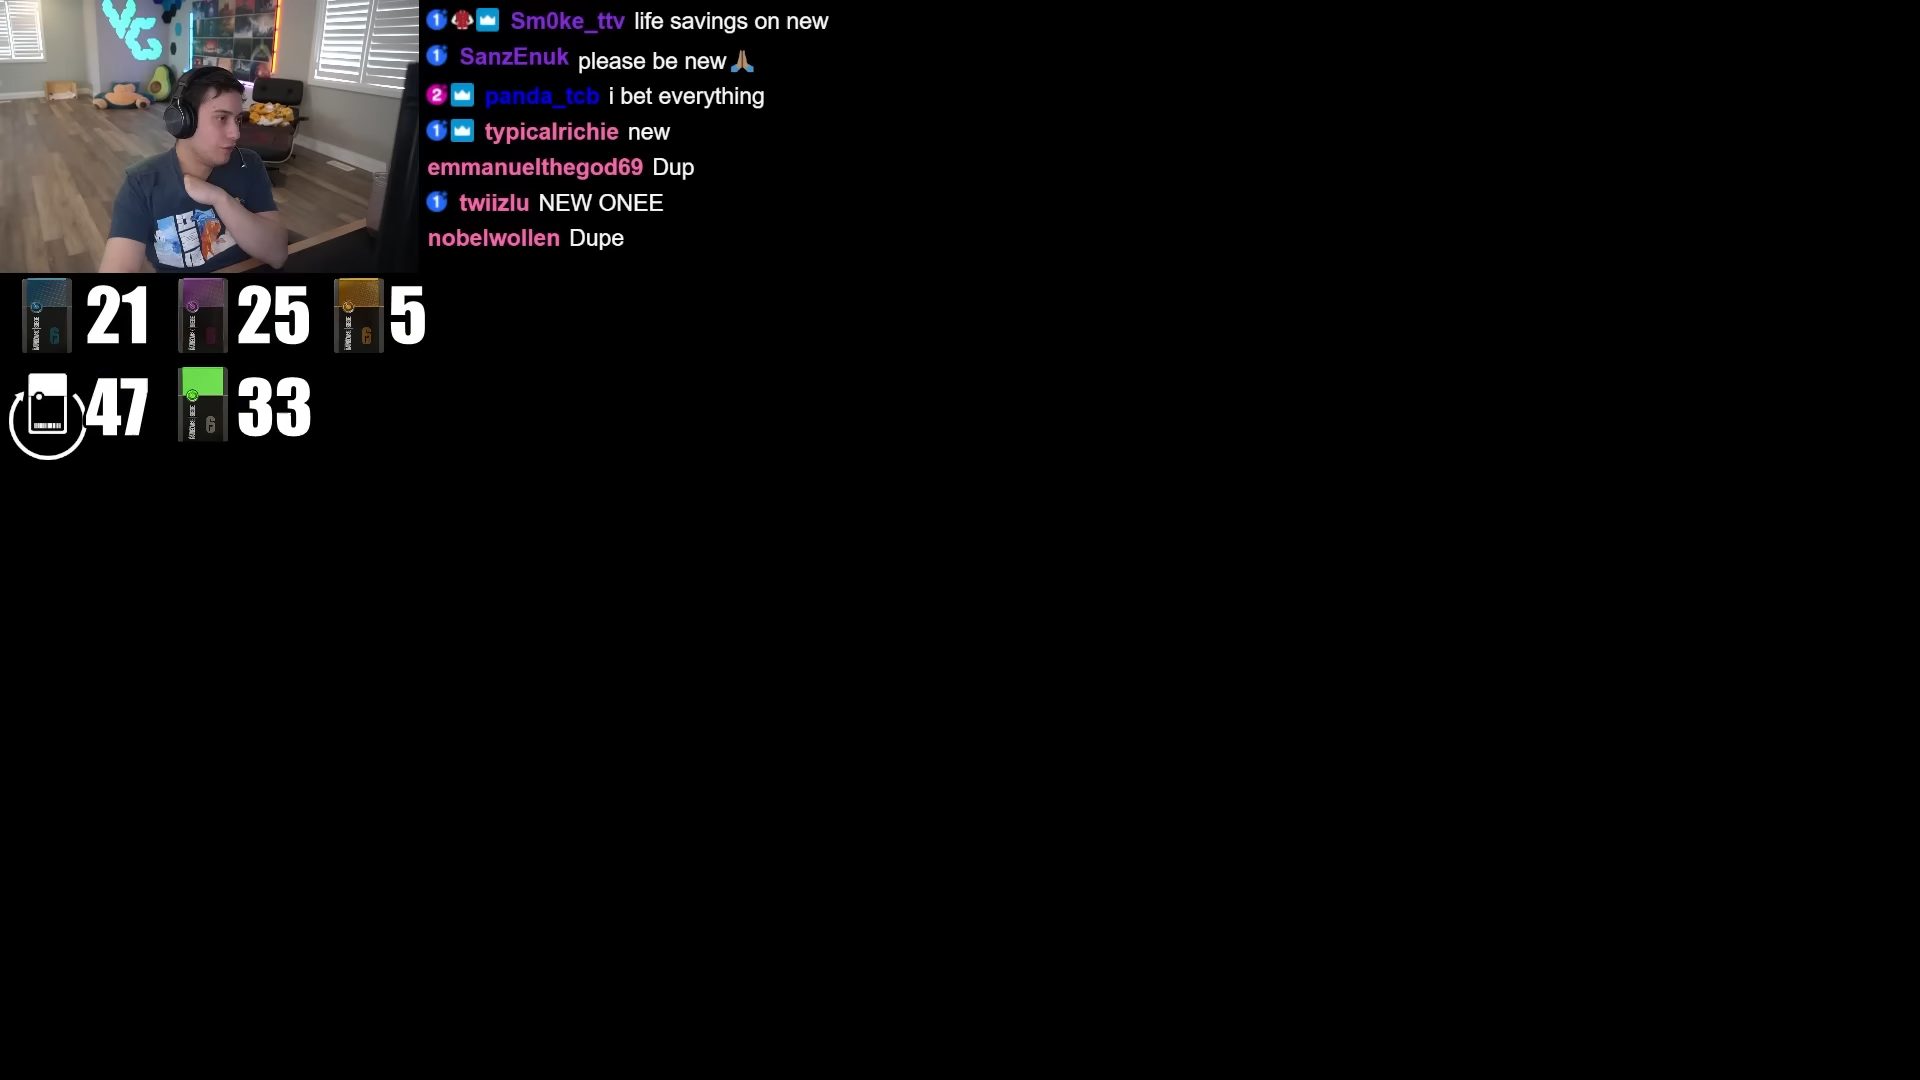 Sm0ke_ttv life savings on new
SanzEnuk please be new🙏🏽
panda_tcb i bet everything
typicalrichie new
emmanuelthegod69 Dup
twiizlu NEW ONEE
nobelwollen Dupe
21 25 5
47 33